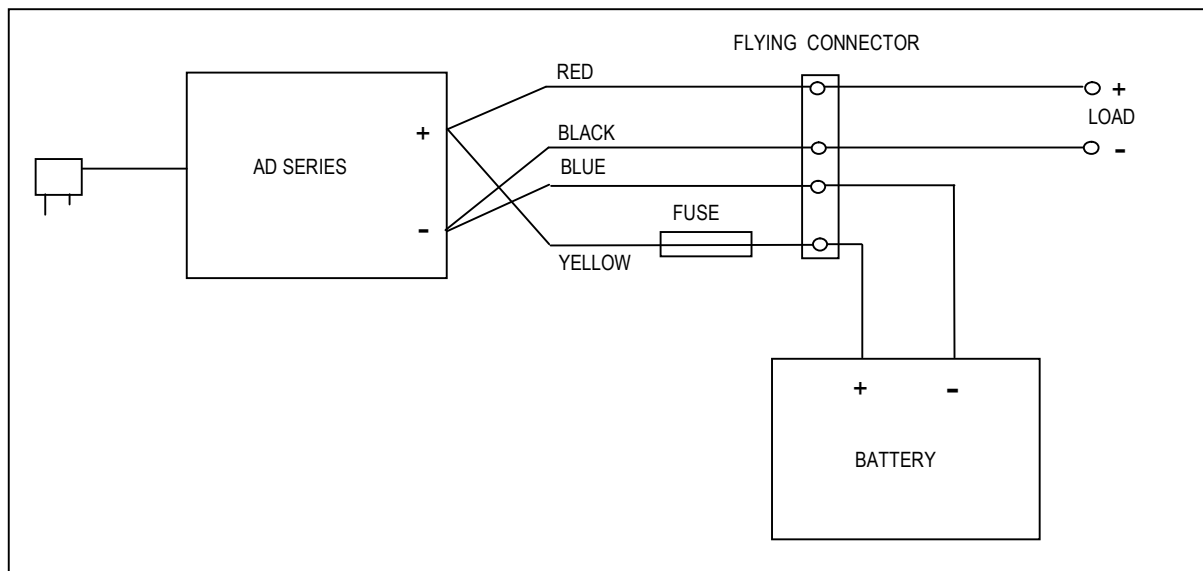 FLYING CONNECTOR
RED
+
LOAD
-
+
BLACK
AD SERIES
BLUE
-
FUSE
YELLOW
+ -
BATTERY